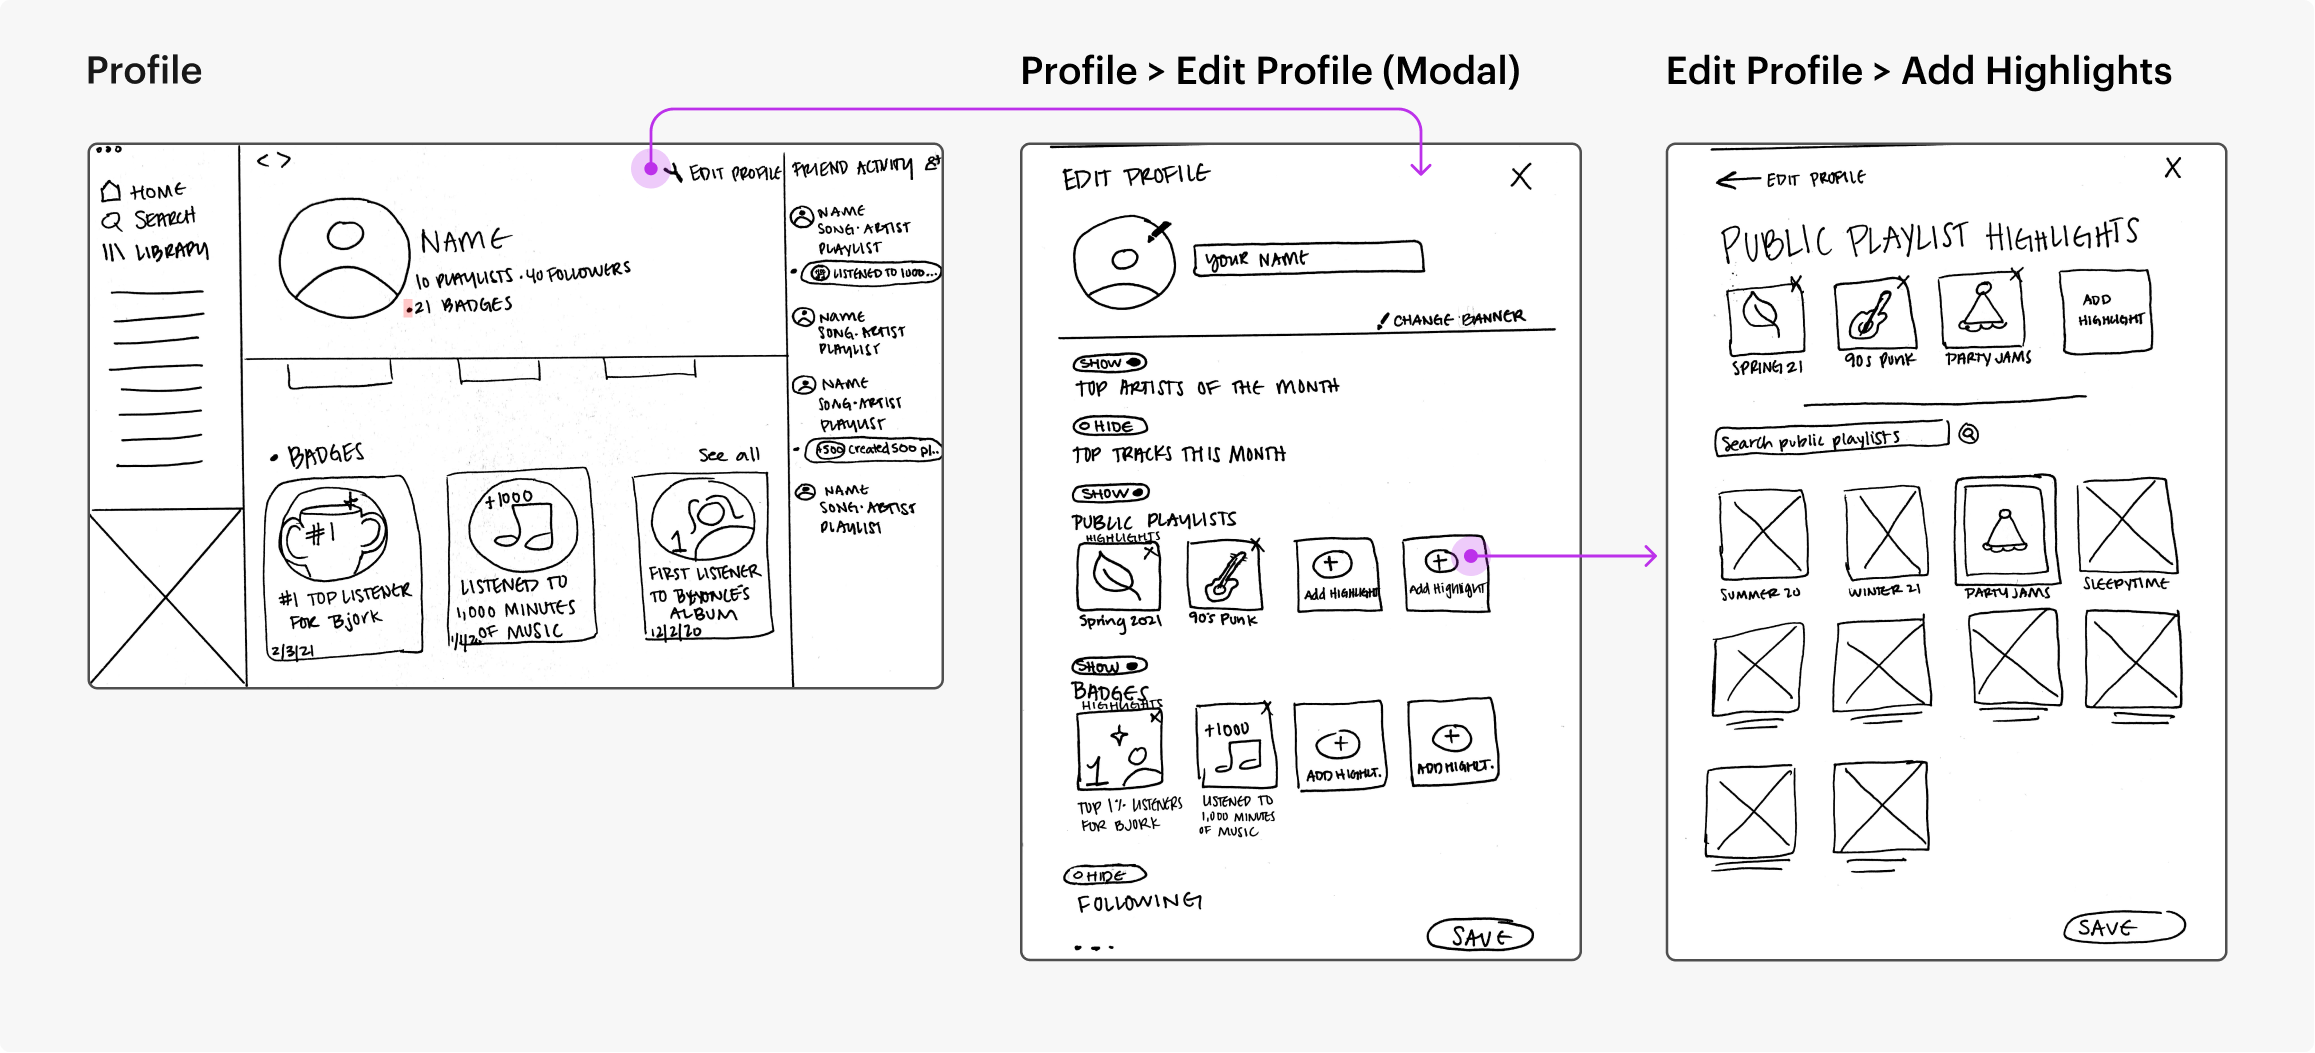 Profile
Profile > Edit Profile (Modal)
Edit Profile > Add Highlights
HOME
SEARCH
LIBRARY
< >
EDIT PROFILE
NAME
10 PLAYLISTS · 40 FOLLOWERS
• 21 BADGES
• BADGES
See all
#1
#1 TOP LISTENER
FOR Bjork
2/3/21
+1000
LISTENED TO
1,000 MINUTES
OF MUSIC
1
FIRST LISTENER
TO BEYONCE'S
ALBUM
12/2/20
FRIEND ACTIVITY
NAME
SONG · ARTIST
PLAYLIST
• LISTENED TO 1000...
NAME
SONG · ARTIST
PLAYLIST
NAME
SONG · ARTIST
PLAYLIST
• +500 created 500 pl..
NAME
SONG · ARTIST
PLAYLIST
EDIT PROFILE
X
YOUR NAME
CHANGE BANNER
SHOW
TOP ARTISTS OF THE MONTH
HIDE
TOP TRACKS THIS MONTH
SHOW
PUBLIC PLAYLISTS
HIGHLIGHTS
x
Spring 2021
x
90's PUNK
+
Add HIGHLIGHT
+
Add Highlight
SHOW
BADGES
HIGHLIGHTS
x
1
TOP 1% LISTENERS
FOR BJORK
x
+1000
LISTENED TO
1,000 MINUTES
OF MUSIC
+
ADD HIGHLT.
+
ADD HIGHLT.
HIDE
FOLLOWING
...
SAVE
← EDIT PROFILE
X
PUBLIC PLAYLIST HIGHLIGHTS
x
SPRING 21
x
90s PUNK
x
PARTY JAMS
ADD
HIGHLIGHT
Search public playlists
SUMMER 20
WINTER 21
PARTY JAMS
SLEEPYTIME
SAVE